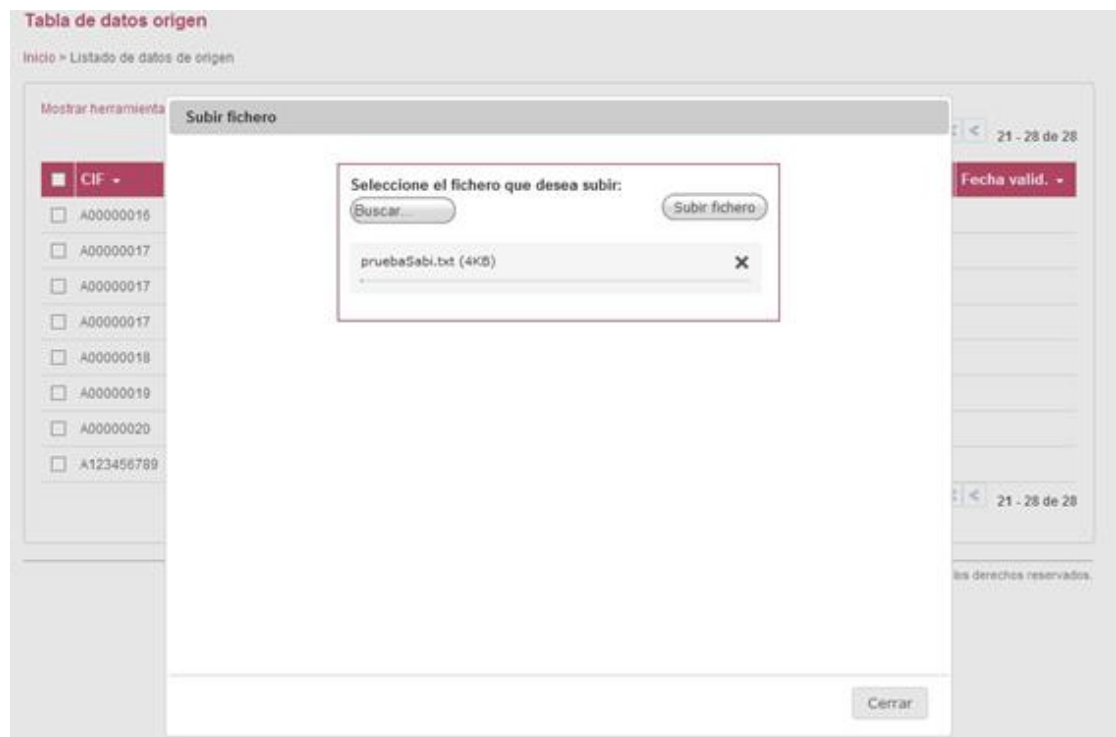 Tabla de datos origen
Inicio > Listado de datos de origen
Mostrar herramienta
Subir fichero
21 - 28 de 28
CIF
Fecha valid.
Seleccione el fichero que desea subir:
Buscar...
Subir fichero
pruebaSabi.txt (4KB)
A00000016
A00000017
A00000017
A00000017
A00000018
A00000019
A00000020
A123456789
21 - 28 de 28
los derechos reservados.
Cerrar